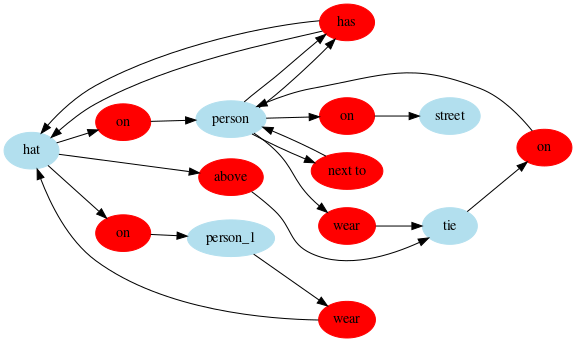 has
on
person
on
street
hat
on
next to
above
on
person_1
wear
tie
wear